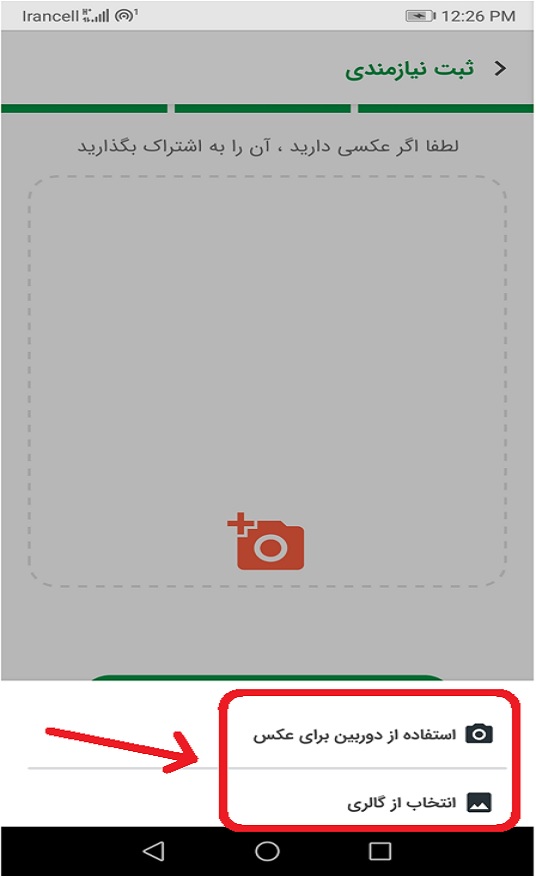 Irancell 12:26 PM
ثبت نیازمندی
لطفا اگر عکسی دارید ، آن را به اشتراک بگذارید
استفاده از دوربین برای عکس
انتخاب از گالری